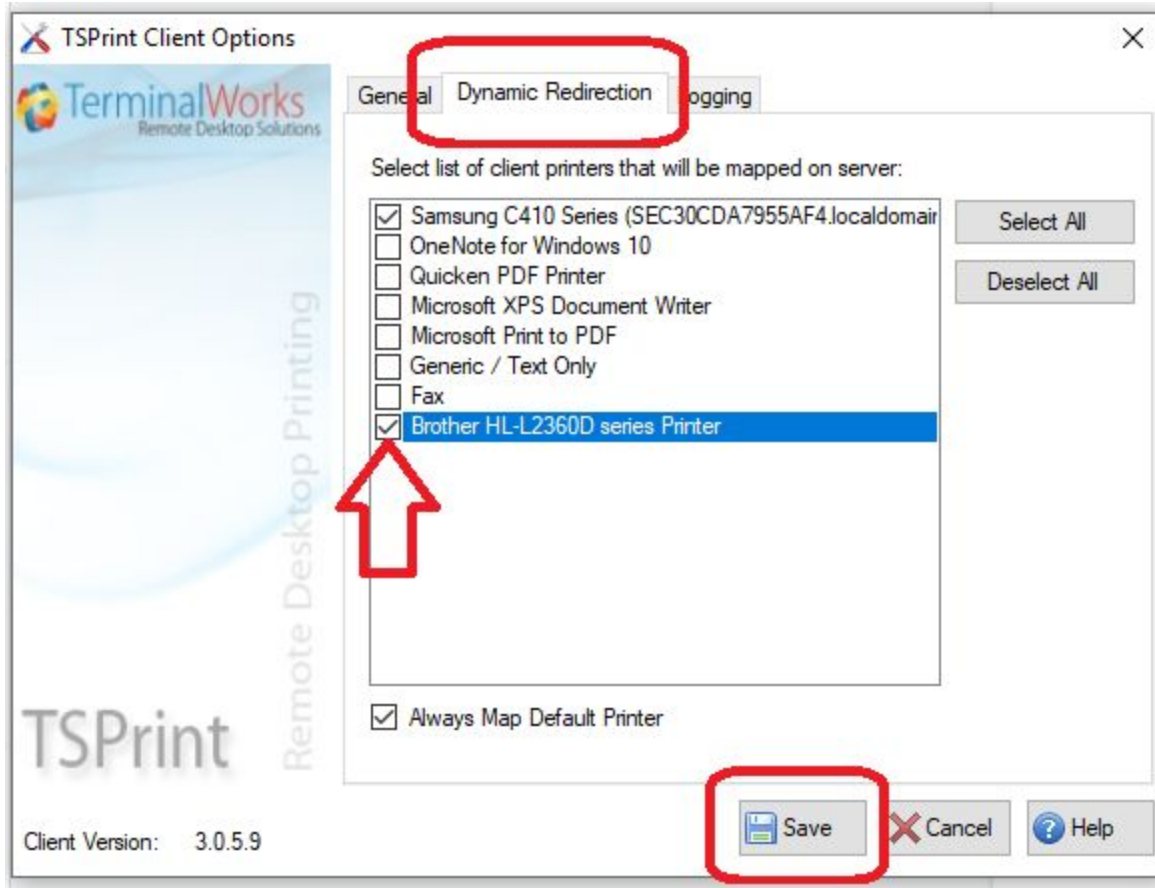 TSPrint Client Options
TerminalWorks
Remote Desktop Solutions
General
Dynamic Redirection
Logging
Select list of client printers that will be mapped on server:
Samsung C410 Series (SEC30CDA7955AF4.localdomain
OneNote for Windows 10
Quicken PDF Printer
Microsoft XPS Document Writer
Microsoft Print to PDF
Generic / Text Only
Fax
Brother HL-L2360D series Printer
Select All
Deselect All
Always Map Default Printer
Remote Desktop Printing
TSPrint
Client Version: 3.0.5.9
Save
Cancel
Help